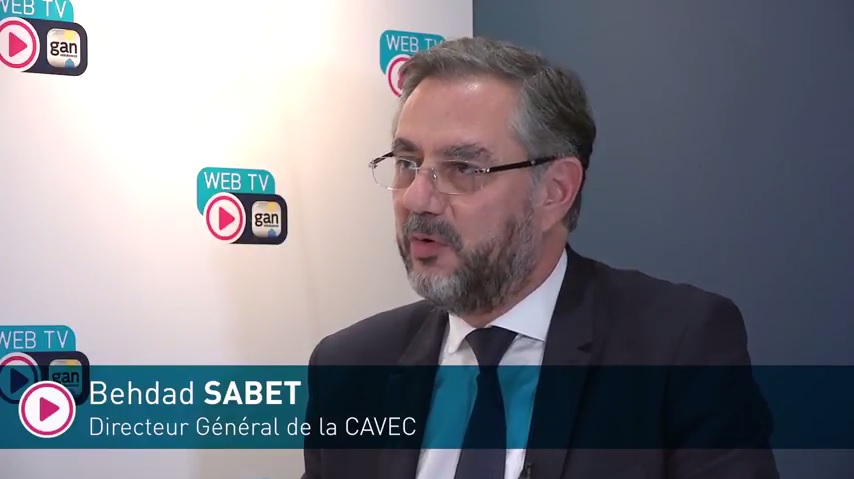 WEB TV
gan
WEB TV
WEB TV
gan
WEB TV
gan
Behdad SABET
Directeur Général de la CAVEC